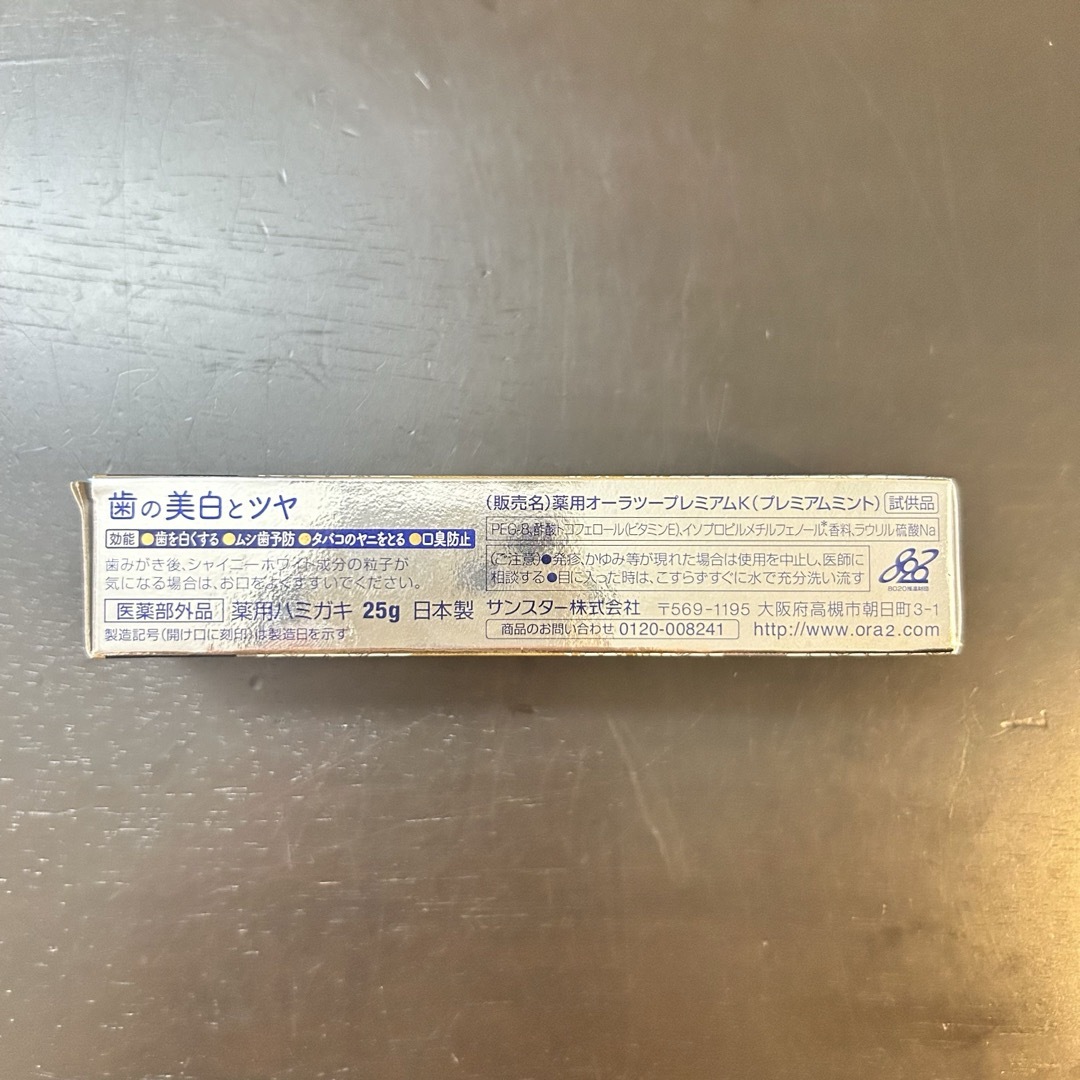 歯の美白とツヤ
効能 ●歯を白くする ●ムシ歯予防 ●タバコのヤニをとる ●口臭防止
歯みがき後、シャイニーホワイト成分の粒子が
気になる場合は、お口をよくすすいでください。
医薬部外品 薬用ハミガキ 25g 日本製
製造記号(開け口に刻印)は製造日を示す
(販売名)薬用オーラツープレミアムK(プレミアムミント) 試供品
PEG-8、酢酸トコフェロール(ビタミンE)、イソプロピルメチルフェノール、*香料、ラウリル硫酸Na
(ご注意)●発疹、かゆみ等が現れた場合は使用を中止し、医師に
相談する ●目に入った時は、こすらずすぐに水で充分洗い流す
8020
8020推進財団
サンスター株式会社 〒569-1195 大阪府高槻市朝日町3-1
商品のお問い合わせ 0120-008241 http://www.ora2.com